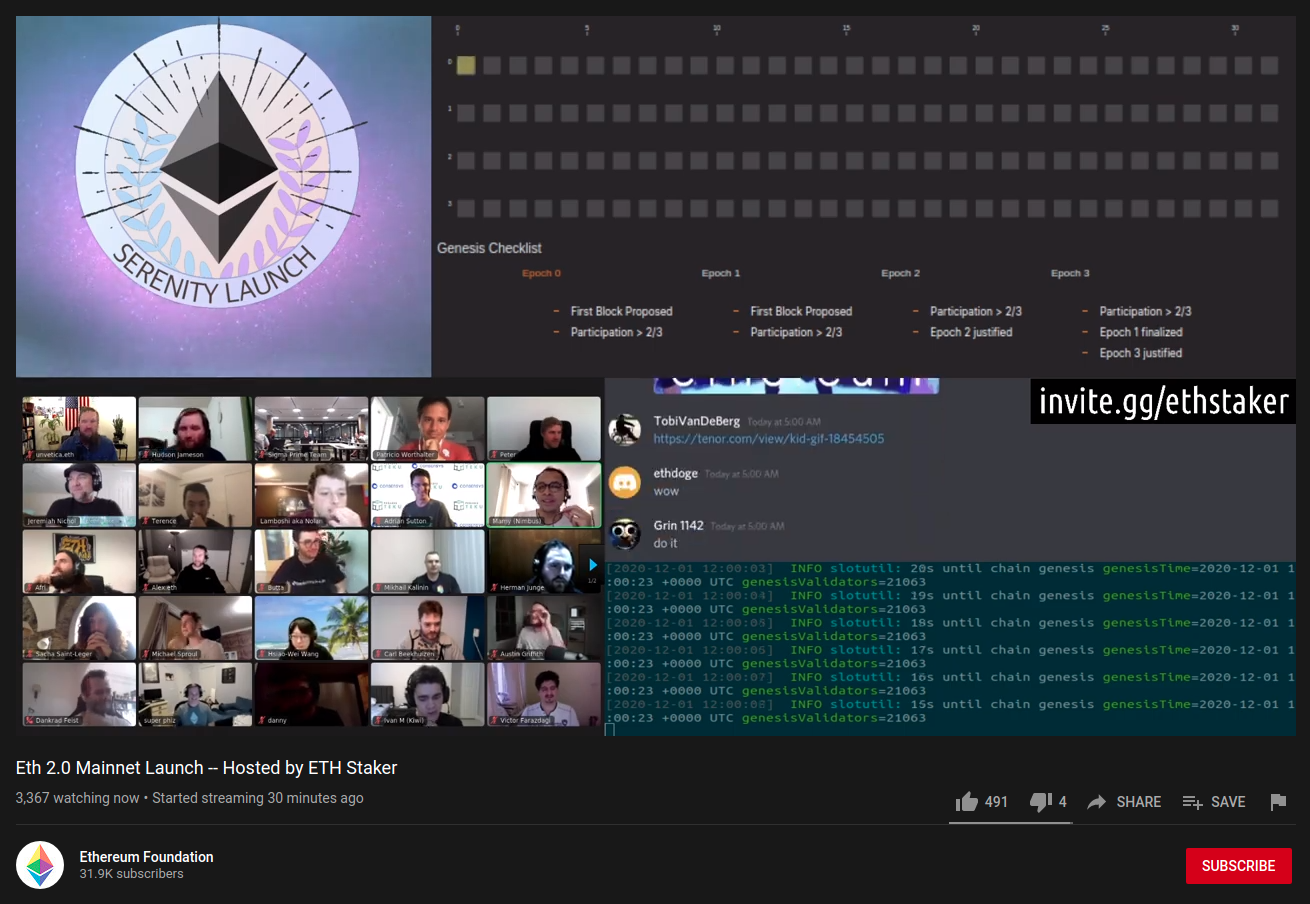 SERENITY LAUNCH
0 5 10 15 20 25 30
0
1
2
3
Genesis Checklist
Epoch 0 Epoch 1 Epoch 2 Epoch 3
– First Block Proposed – First Block Proposed – Participation > 2/3 – Participation > 2/3
– Participation > 2/3 – Participation > 2/3 – Epoch 2 justified – Epoch 1 finalized
– Epoch 3 justified
invite.gg/ethstaker
unvetica.eth Hudson Jameson Sigma Prime Team Patricio Worthalter Peter
Jeremiah Nichol Terence Lamboshi aka Nolan Adrian Sutton Mamy (Nimbus)
Afri Alex eth Butta Mikhail Kalinin Herman Junge
1/2
Sacha Saint-Leger Michael Sproul Hsiao-Wei Wang Carl Beekhuizen Austin Griffith
Dankrad Feist super phiz danny Ivan M (Kiwi) Victor Farazdagi
TobiVanDeBerg Today at 5:00 AM
https://tenor.com/view/kid-gif-18454505
ethdoge Today at 5:00 AM
wow
Grin 1142 Today at 5:00 AM
do it
[2020-12-01 12:00:03] INFO slotutil: 20s until chain genesis genesisTime=2020-12-01 1
:00:23 +0000 UTC genesisValidators=21063
[2020-12-01 12:00:04] INFO slotutil: 19s until chain genesis genesisTime=2020-12-01 1
:00:23 +0000 UTC genesisValidators=21063
[2020-12-01 12:00:05] INFO slotutil: 18s until chain genesis genesisTime=2020-12-01 1
:00:23 +0000 UTC genesisValidators=21063
[2020-12-01 12:00:06] INFO slotutil: 17s until chain genesis genesisTime=2020-12-01 1
:00:23 +0000 UTC genesisValidators=21063
[2020-12-01 12:00:07] INFO slotutil: 16s until chain genesis genesisTime=2020-12-01 1
:00:23 +0000 UTC genesisValidators=21063
[2020-12-01 12:00:08] INFO slotutil: 15s until chain genesis genesisTime=2020-12-01 1
:00:23 +0000 UTC genesisValidators=21063
Eth 2.0 Mainnet Launch -- Hosted by ETH Staker
3,367 watching now • Started streaming 30 minutes ago
491 4 SHARE SAVE
Ethereum Foundation
31.9K subscribers
SUBSCRIBE